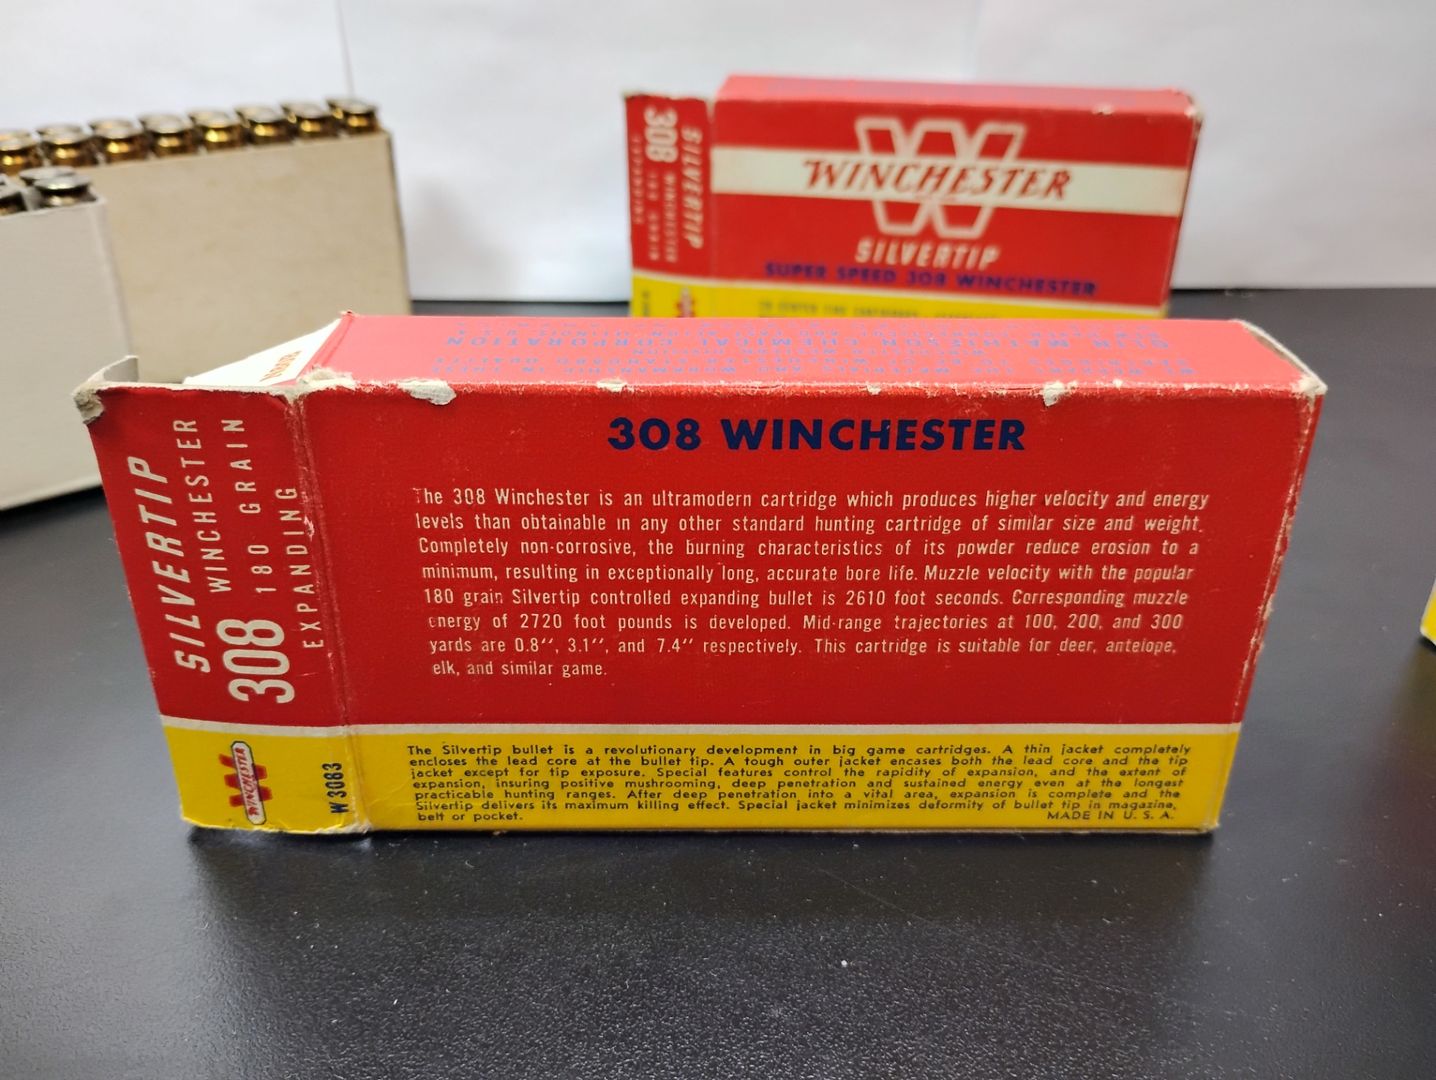 308
WINCHESTER
SILVERTIP
WINCHESTER
SILVERTIP
SUPER SPEED 308 WINCHESTER
OLIN MATHIESON CHEMICAL CORPORATION
SILVERTIP
308 WINCHESTER
180 GRAIN
EXPANDING
WINCHESTER
W3083
308 WINCHESTER
The 308 Winchester is an ultramodern cartridge which produces higher velocity and energy
levels than obtainable in any other standard hunting cartridge of similar size and weight.
Completely non-corrosive, the burning characteristics of its powder reduce erosion to a
minimum, resulting in exceptionally long, accurate bore life. Muzzle velocity with the popular
180 grain Silvertip controlled expanding bullet is 2610 foot seconds. Corresponding muzzle
energy of 2720 foot pounds is developed. Mid-range trajectories at 100, 200, and 300
yards are 0.8'', 3.1'', and 7.4'' respectively. This cartridge is suitable for deer, antelope,
elk, and similar game.
The Silvertip bullet is a revolutionary development in big game cartridges. A thin jacket completely
encloses the lead core at the bullet tip. A tough outer jacket encases both the lead core and the tip
jacket except for tip exposure. Special features control the rapidity of expansion, and the extent of
expansion, insuring positive mushrooming, deep penetration and sustained energy even at the longest
practicable hunting ranges. After deep penetration into a vital area, expansion is complete and the
Silvertip delivers its maximum killing effect. Special jacket minimizes deformity of bullet tip in magazine,
belt or pocket. MADE IN U. S. A.